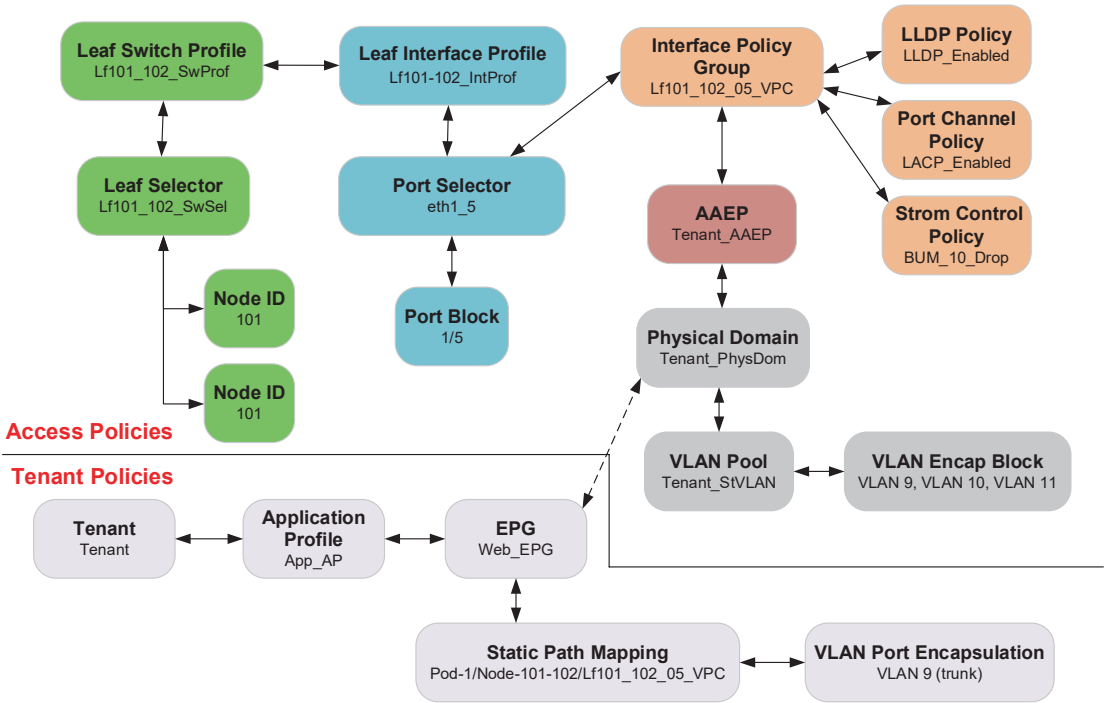 Leaf Switch Profile
Lf101_102_SwProf
Leaf Interface Profile
Lf101-102_IntProf
Interface Policy
Group
Lf101_102_05_VPC
LLDP Policy
LLDP_Enabled
Port Channel
Policy
LACP_Enabled
Leaf Selector
Lf101_102_SwSel
Port Selector
eth1_5
AAEP
Tenant_AAEP
Strom Control
Policy
BUM_10_Drop
Node ID
101
Port Block
1/5
Physical Domain
Tenant_PhysDom
Node ID
101
Access Policies
VLAN Pool
Tenant_StVLAN
VLAN Encap Block
VLAN 9, VLAN 10, VLAN 11
Tenant Policies
Tenant
Tenant
Application
Profile
App_AP
EPG
Web_EPG
Static Path Mapping
Pod-1/Node-101-102/Lf101_102_05_VPC
VLAN Port Encapsulation
VLAN 9 (trunk)